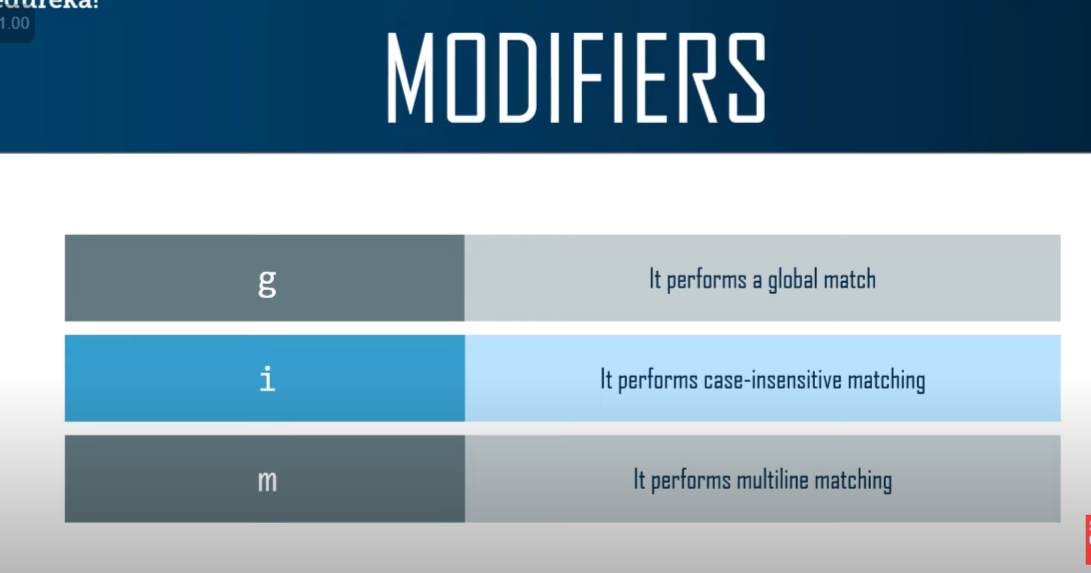 edureka!
1.00
MODIFIERS
g
It performs a global match
i
It performs case-insensitive matching
m
It performs multiline matching